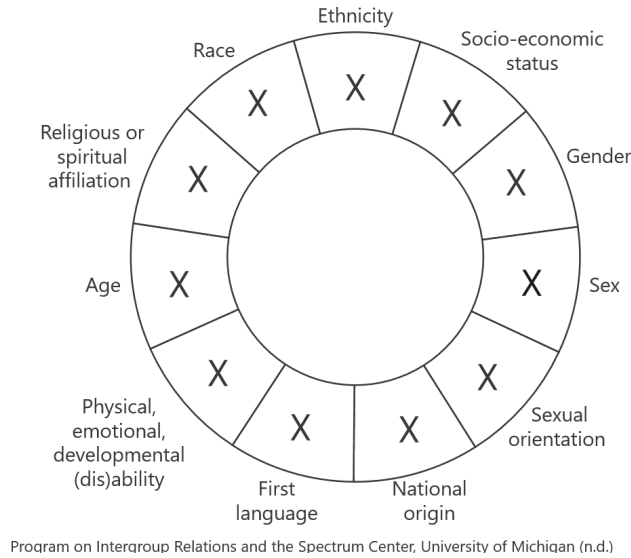 Ethnicity
Socio-economic
status
Race
Religious or
spiritual
affiliation
Gender
Age
Sex
Physical,
emotional,
developmental
(dis)ability
First
language
National
origin
Sexual
orientation
X
X
X
X
X
X
X
X
X
X
X
Program on Intergroup Relations and the Spectrum Center, University of Michigan (n.d.)